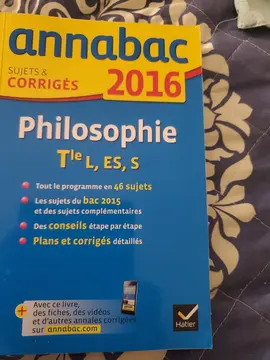 annabac
SUJETS &
CORRIGÉS 2016
Philosophie
Tle L, ES, S
Tout le programme en 46 sujets
Les sujets du bac 2015
et des sujets complémentaires
Des conseils étape par étape
Plans et corrigés détaillés
+ Avec ce livre,
des fiches, des vidéos
et d'autres annales corrigées
sur annabac.com
Hatier